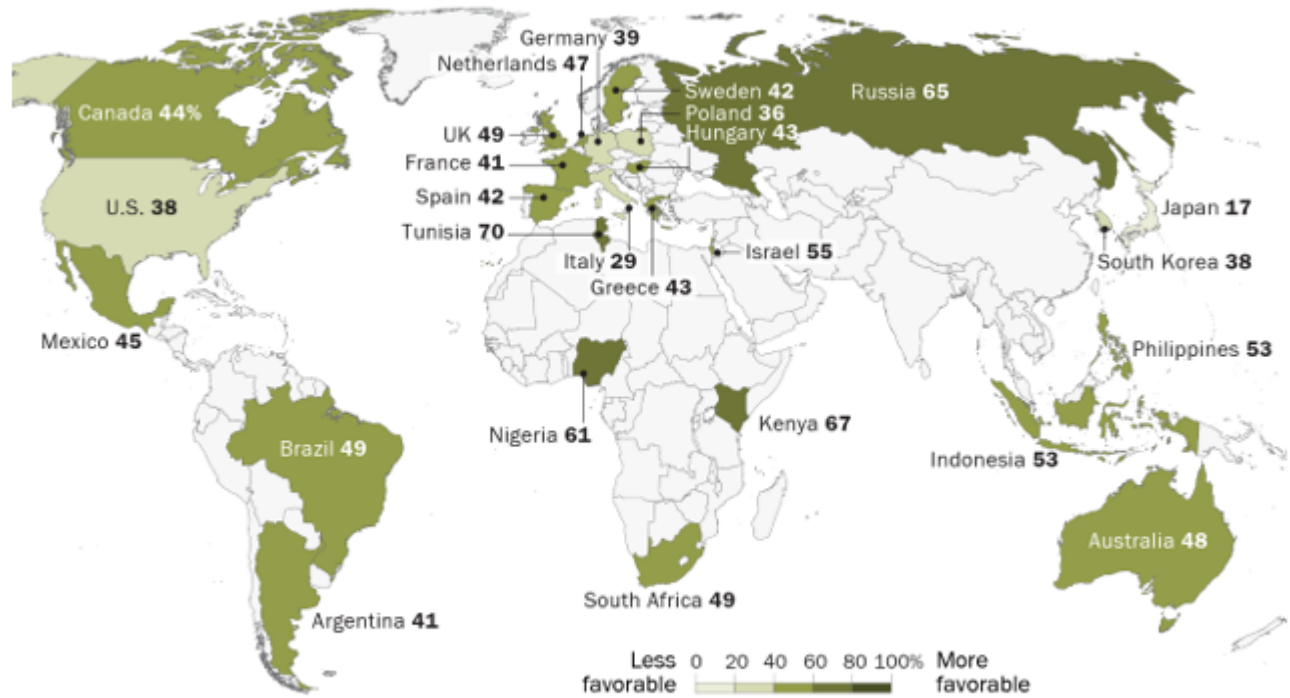 Germany 39
Netherlands 47
Canada 44%
Sweden 42
Russia 65
Poland 36
UK 49
Hungary 43
France 41
Spain 42
U.S. 38
Japan 17
Tunisia 70
Italy 29
Israel 55
South Korea 38
Greece 43
Mexico 45
Philippines 53
Nigeria 61
Kenya 67
Brazil 49
Indonesia 53
Australia 48
South Africa 49
Argentina 41
Less favorable
0 20 40 60 80 100%
More favorable